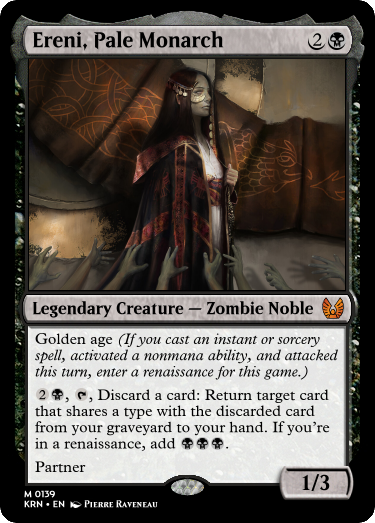 Ereni, Pale Monarch 2
Legendary Creature — Zombie Noble
Golden age (If you cast an instant or sorcery
spell, activated a nonmana ability, and attacked
this turn, enter a renaissance for this game.)
2 , , Discard a card: Return target card
that shares a type with the discarded card
from your graveyard to your hand. If you're
in a renaissance, add .
Partner
1/3
M 0139
KRN • EN Pierre Raveneau